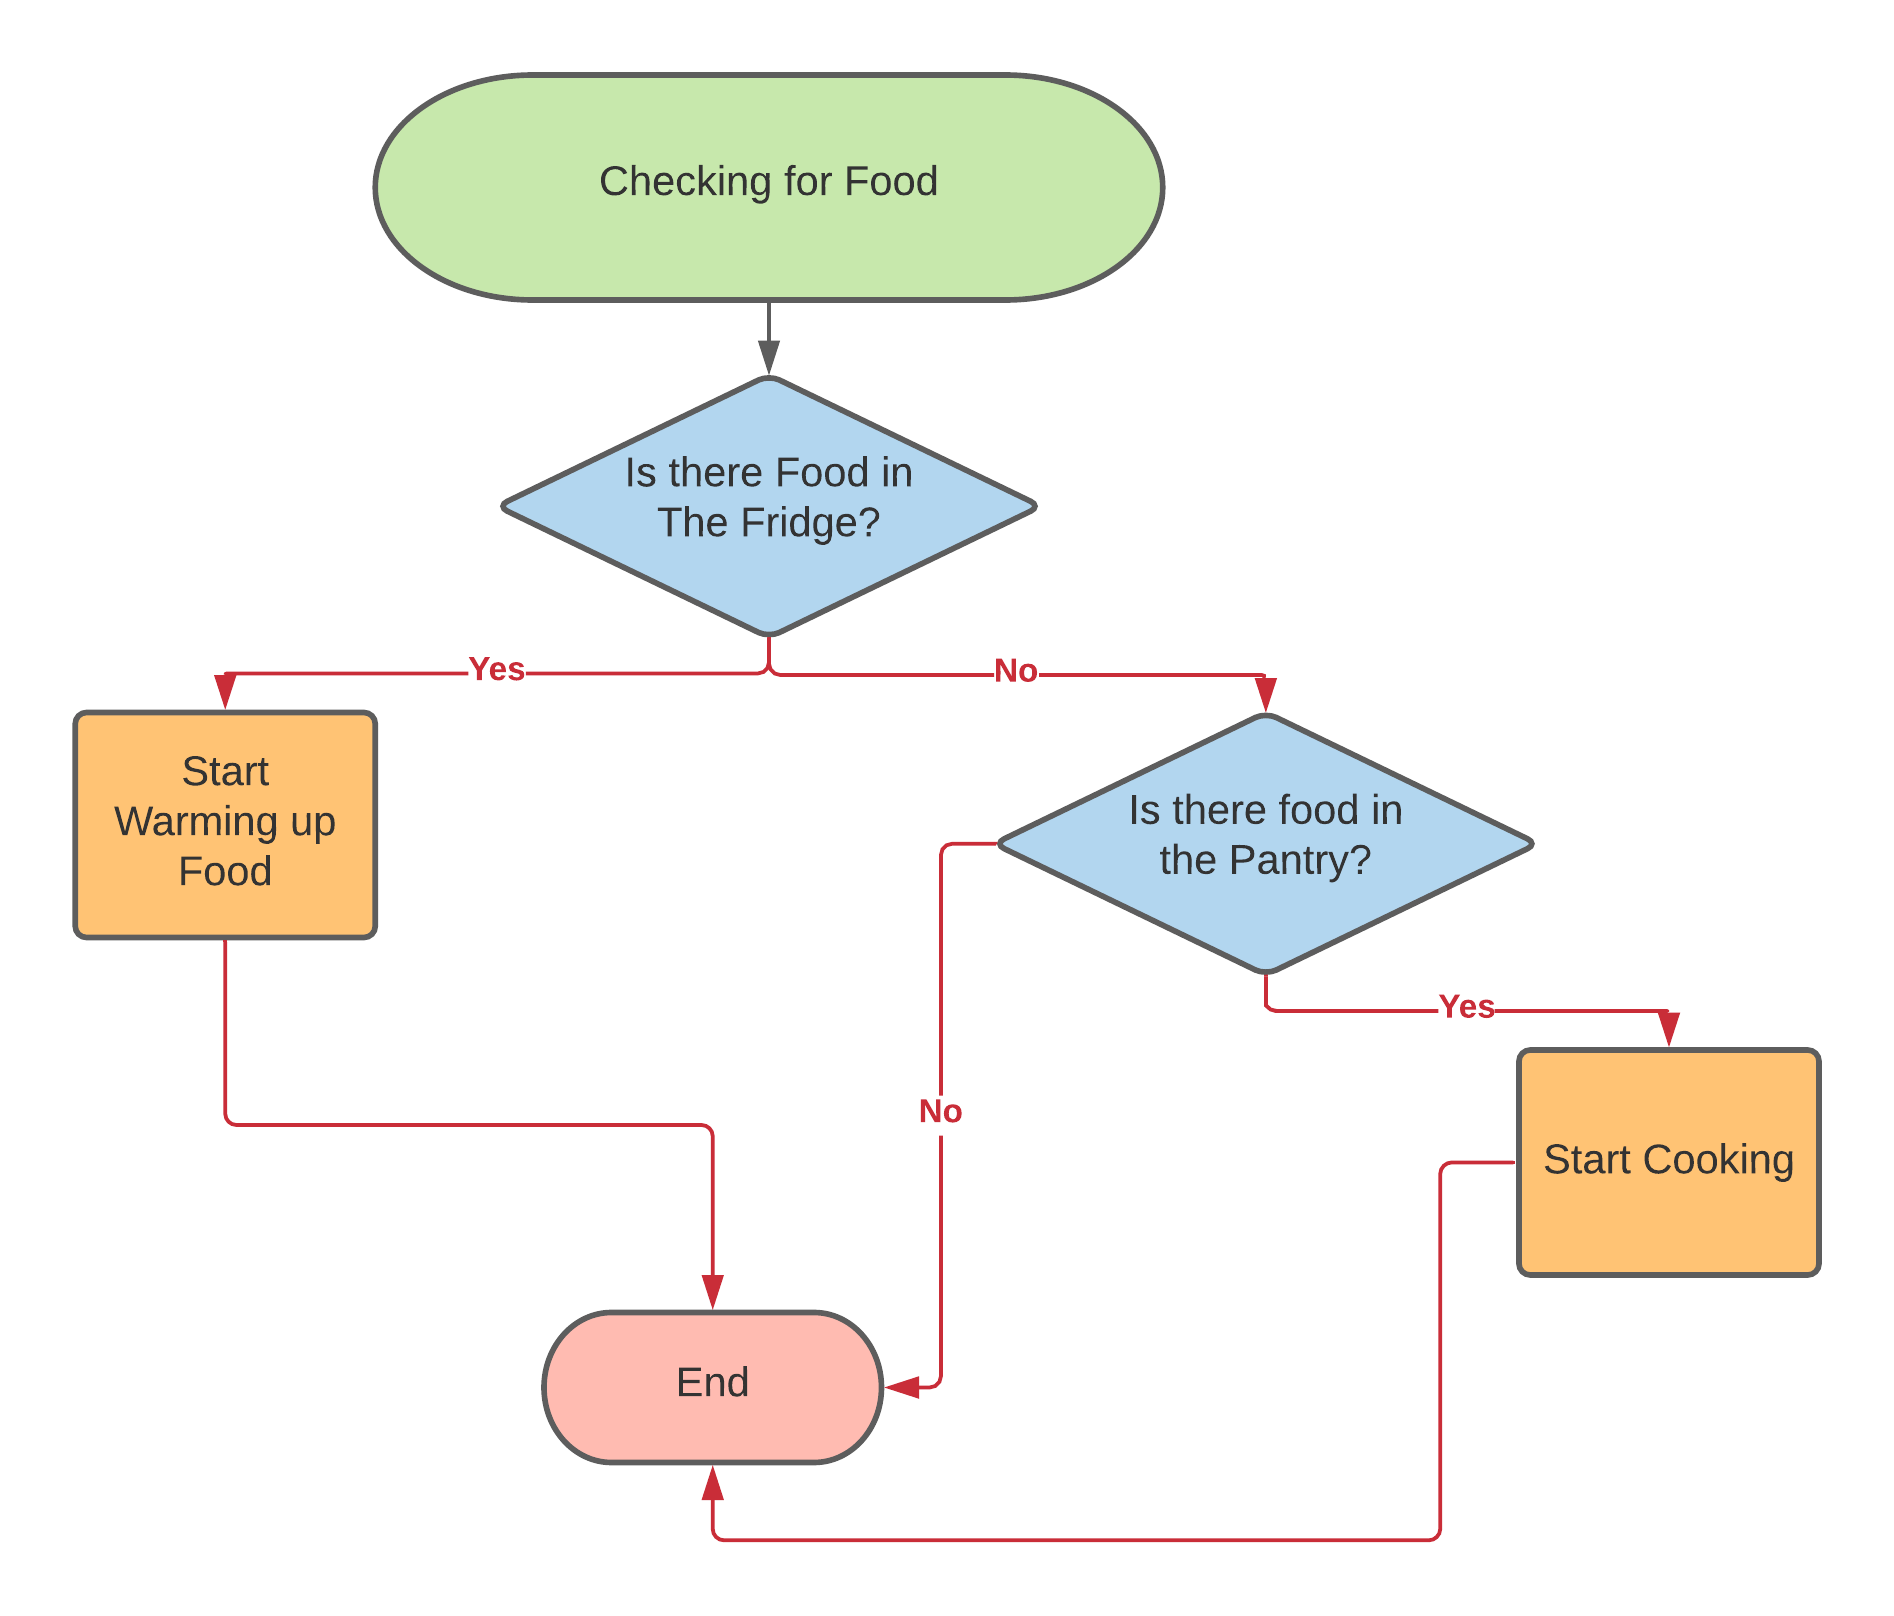 Checking for Food
Is there Food in
The Fridge?
Yes
No
Start
Warming up
Food
Is there food in
the Pantry?
Yes
No
Start Cooking
End